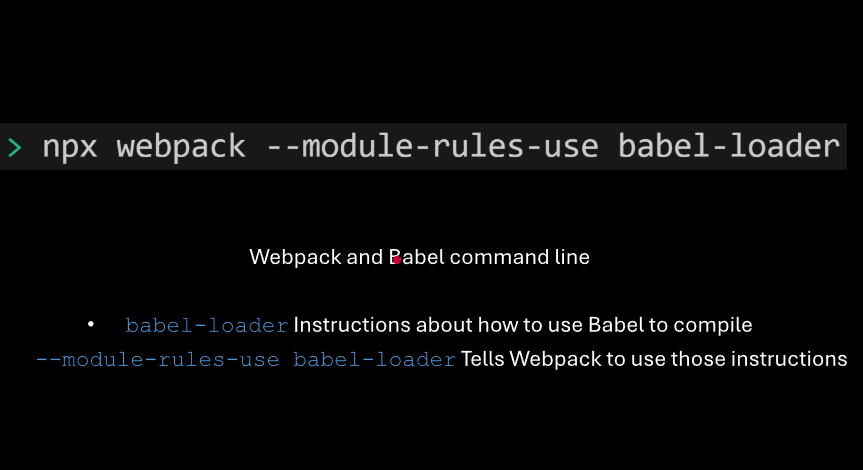 > npx webpack --module-rules-use babel-loader
Webpack and Babel command line
• babel-loader Instructions about how to use Babel to compile
--module-rules-use babel-loader Tells Webpack to use those instructions